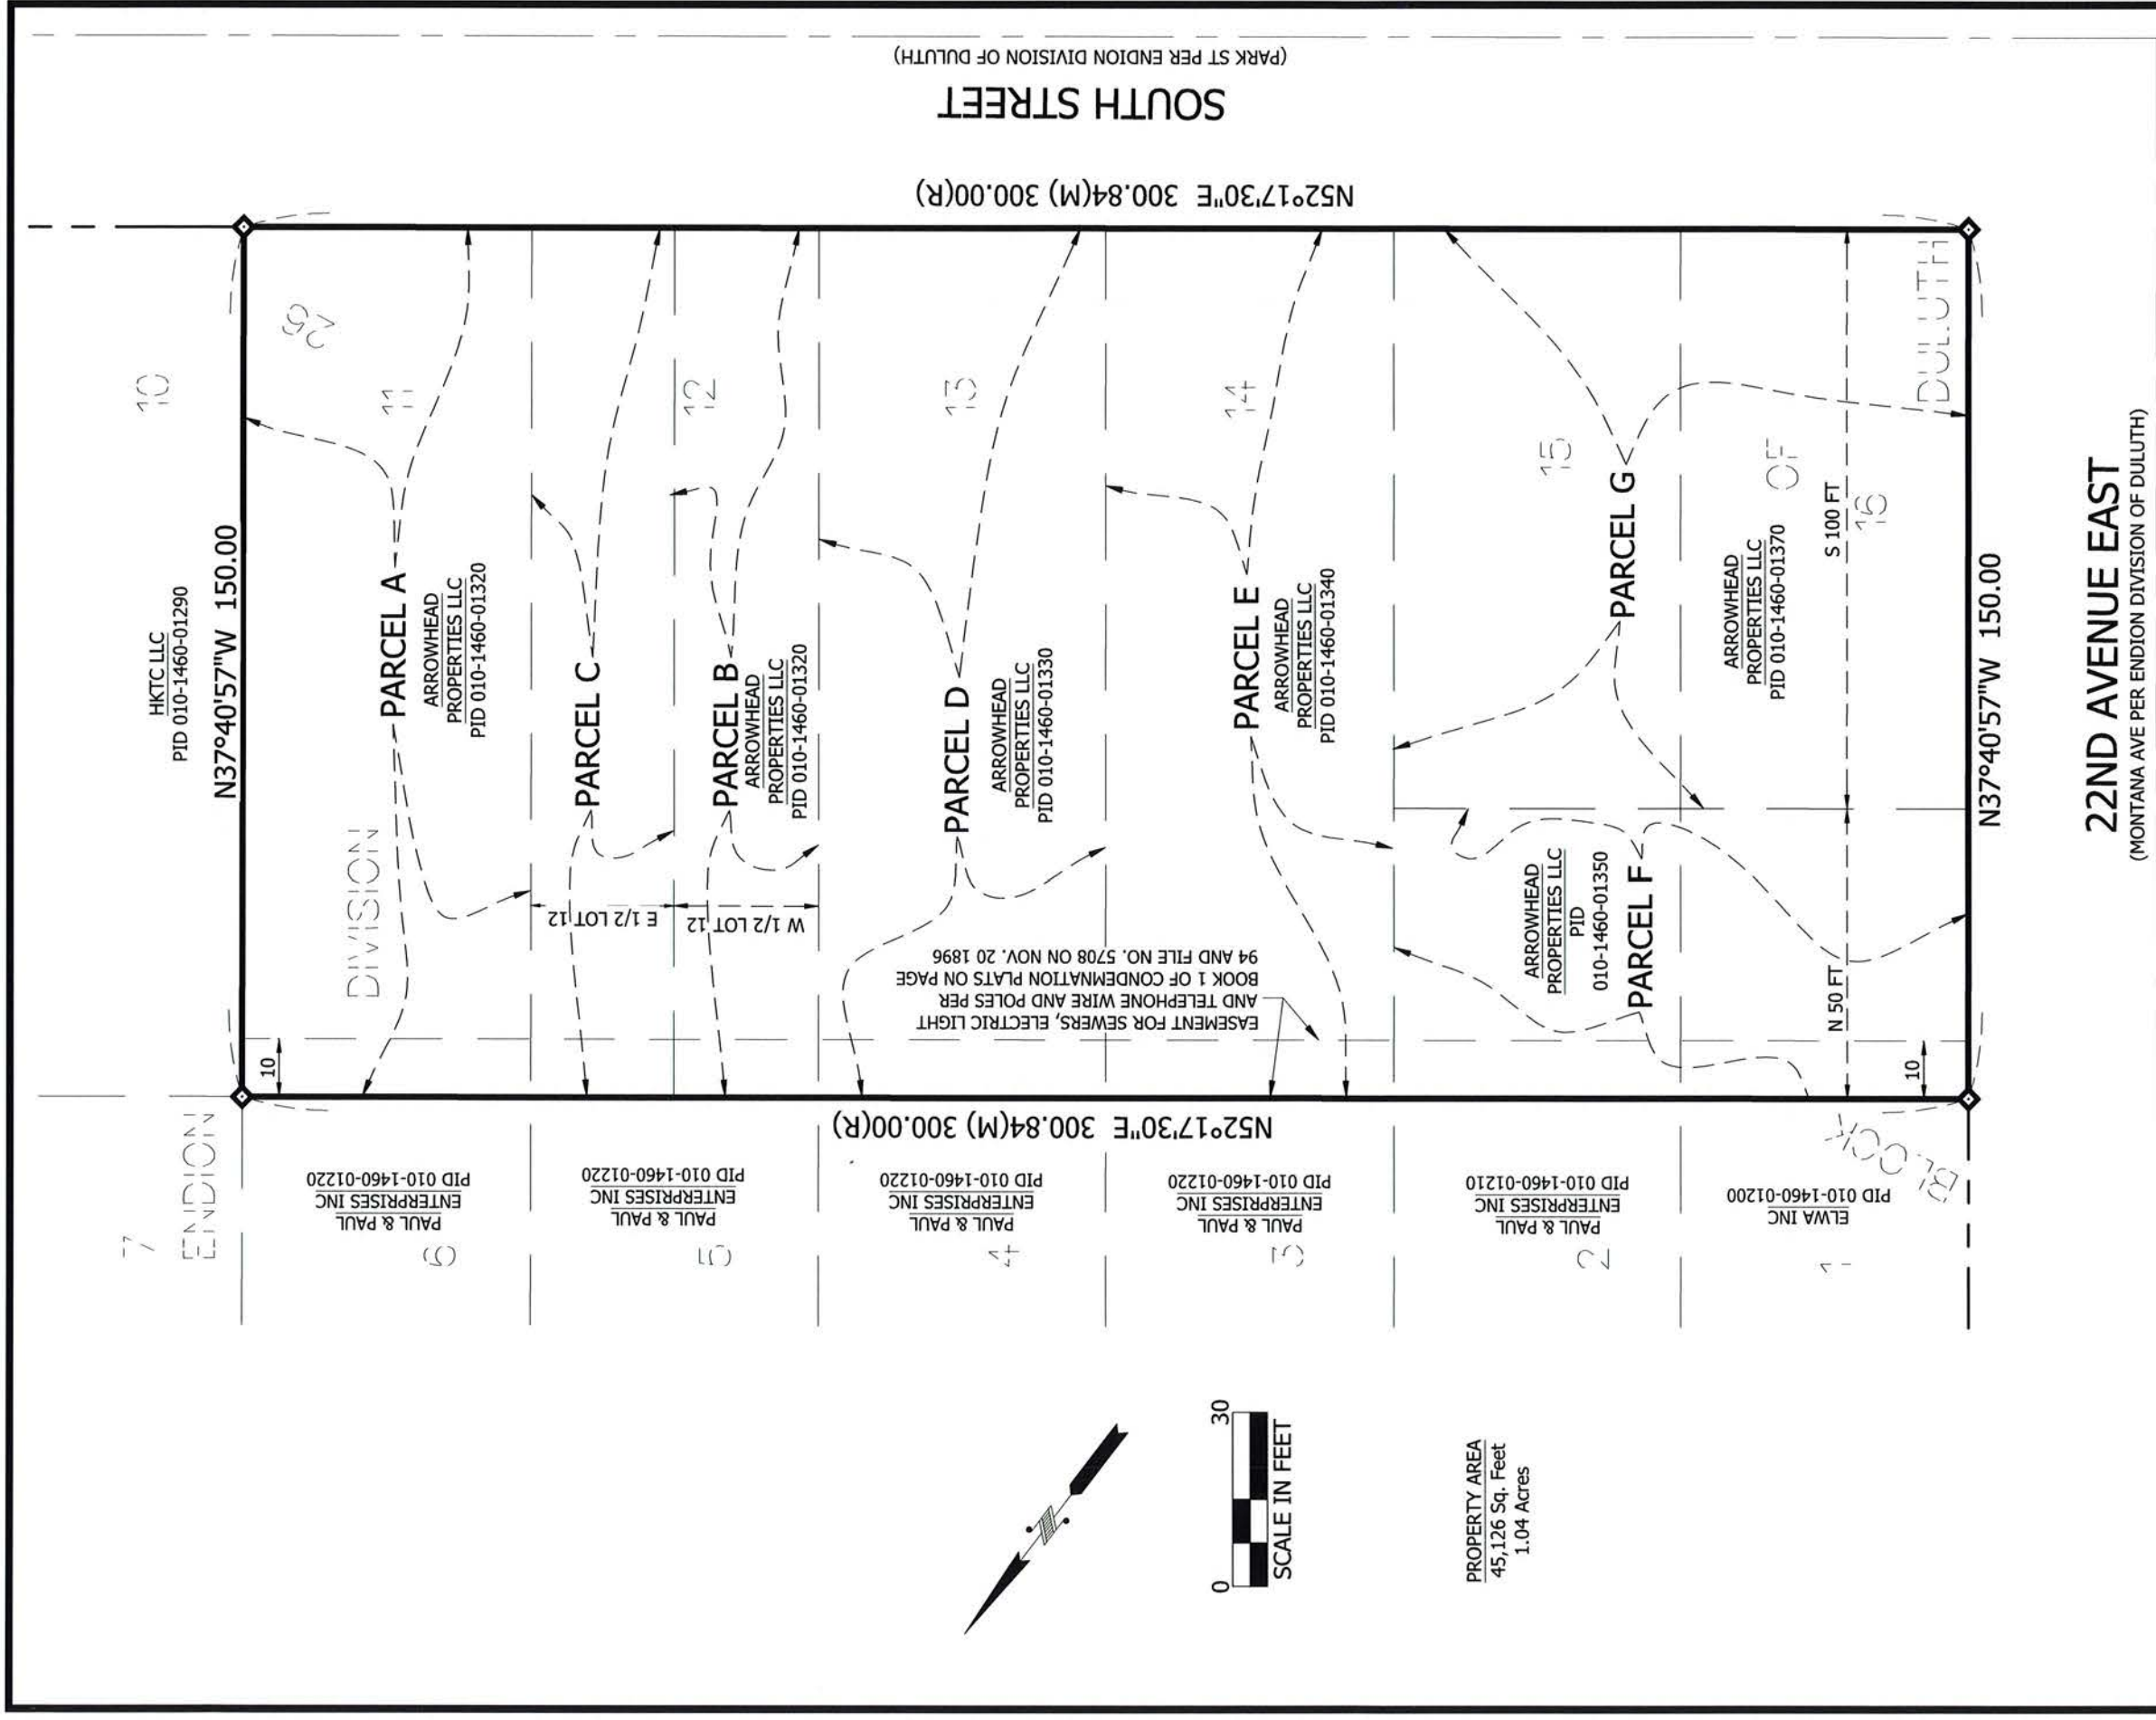 (PARK ST PER ENDION DIVISION OF DULUTH)
SOUTH STREET
N52°17'30"E 300.84(M) 300.00(R)
10
HKTC LLC
PID 010-1460-01290
N37°40'57"W 150.00
26
11
PARCEL A
ARROWHEAD
PROPERTIES LLC
PID 010-1460-01320
DIVISION
10
PARCEL C
E 1/2 LOT 12
12
PARCEL B
ARROWHEAD
PROPERTIES LLC
PID 010-1460-01320
W 1/2 LOT 12
13
PARCEL D
ARROWHEAD
PROPERTIES LLC
PID 010-1460-01330
14
PARCEL E
ARROWHEAD
PROPERTIES LLC
PID 010-1460-01340
EASEMENT FOR SEWERS, ELECTRIC LIGHT
AND TELEPHONE WIRE AND POLES PER
BOOK 1 OF CONDEMNATION PLATS ON PAGE
94 AND FILE NO. 5708 ON NOV. 20 1896
15
PARCEL G
ARROWHEAD
PROPERTIES LLC
PID 010-1460-01370
OF
16
S 100 FT
DULUTH
ARROWHEAD
PROPERTIES LLC
PID
010-1460-01350
PARCEL F
N 50 FT
10
N37°40'57"W 150.00
22ND AVENUE EAST
(MONTANA AVE PER ENDION DIVISION OF DULUTH)
N52°17'30"E 300.84(M) 300.00(R)
7
ENDION
PAUL & PAUL
ENTERPRISES INC
PID 010-1460-01220
6
PAUL & PAUL
ENTERPRISES INC
PID 010-1460-01220
5
PAUL & PAUL
ENTERPRISES INC
PID 010-1460-01220
4
PAUL & PAUL
ENTERPRISES INC
PID 010-1460-01220
3
PAUL & PAUL
ENTERPRISES INC
PID 010-1460-01210
2
ELWA INC
PID 010-1460-01200
1
BLOCK
0 30
SCALE IN FEET
PROPERTY AREA
45,126 Sq. Feet
1.04 Acres